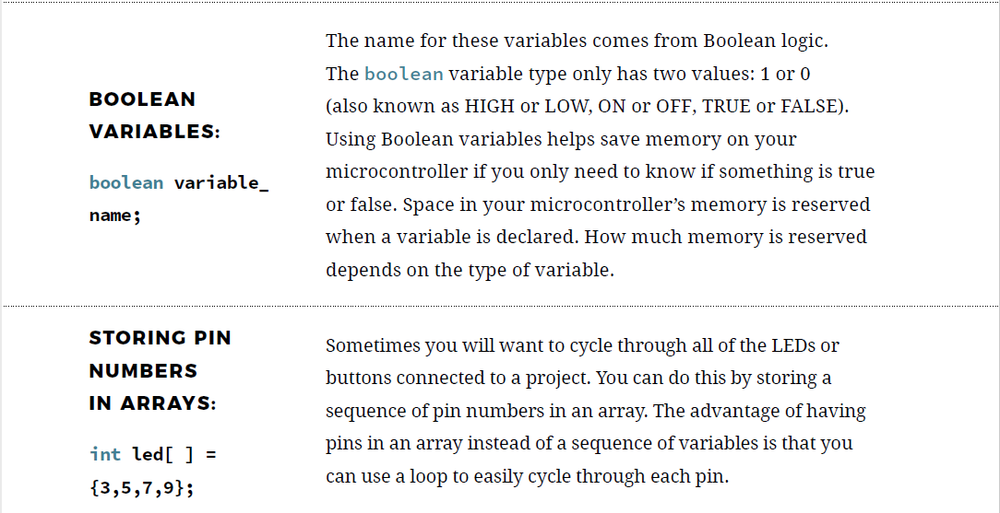 BOOLEAN
VARIABLES:
boolean variable_
name;
The name for these variables comes from Boolean logic.
The boolean variable type only has two values: 1 or 0
(also known as HIGH or LOW, ON or OFF, TRUE or FALSE).
Using Boolean variables helps save memory on your
microcontroller if you only need to know if something is true
or false. Space in your microcontroller’s memory is reserved
when a variable is declared. How much memory is reserved
depends on the type of variable.
STORING PIN
NUMBERS
IN ARRAYS:
int led[ ] =
{3,5,7,9};
Sometimes you will want to cycle through all of the LEDs or
buttons connected to a project. You can do this by storing a
sequence of pin numbers in an array. The advantage of having
pins in an array instead of a sequence of variables is that you
can use a loop to easily cycle through each pin.